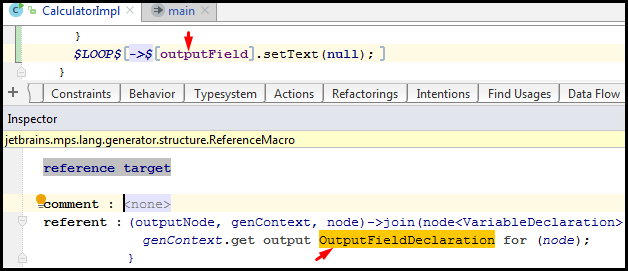 CalculatorImpl × main ×
}
$LOOP$[->$[outputField].setText(null); ]
}
+ Constraints Behavior Typesystem Actions Refactorings Intentions Find Usages Data Flow
Inspector
jetbrains.mps.lang.generator.structure.ReferenceMacro
reference target
comment : <none>
referent : (outputNode, genContext, node)->join(node<VariableDeclaration>
genContext.get output OutputFieldDeclaration for (node);
}